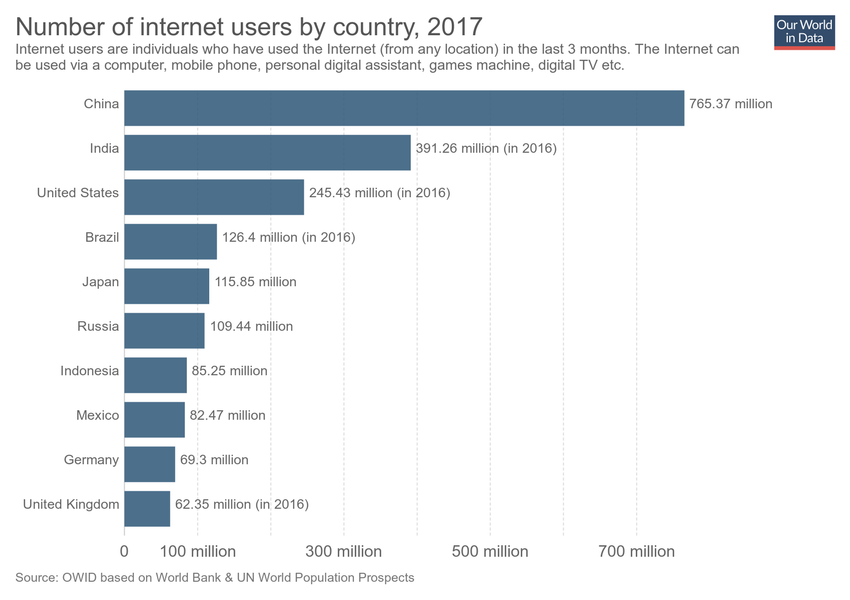 Number of internet users by country, 2017
Our World
in Data
Internet users are individuals who have used the Internet (from any location) in the last 3 months. The Internet can
be used via a computer, mobile phone, personal digital assistant, games machine, digital TV etc.
China 765.37 million
India 391.26 million (in 2016)
United States 245.43 million (in 2016)
Brazil 126.4 million (in 2016)
Japan 115.85 million
Russia 109.44 million
Indonesia 85.25 million
Mexico 82.47 million
Germany 69.3 million
United Kingdom 62.35 million (in 2016)
0 100 million 300 million 500 million 700 million
Source: OWID based on World Bank & UN World Population Prospects